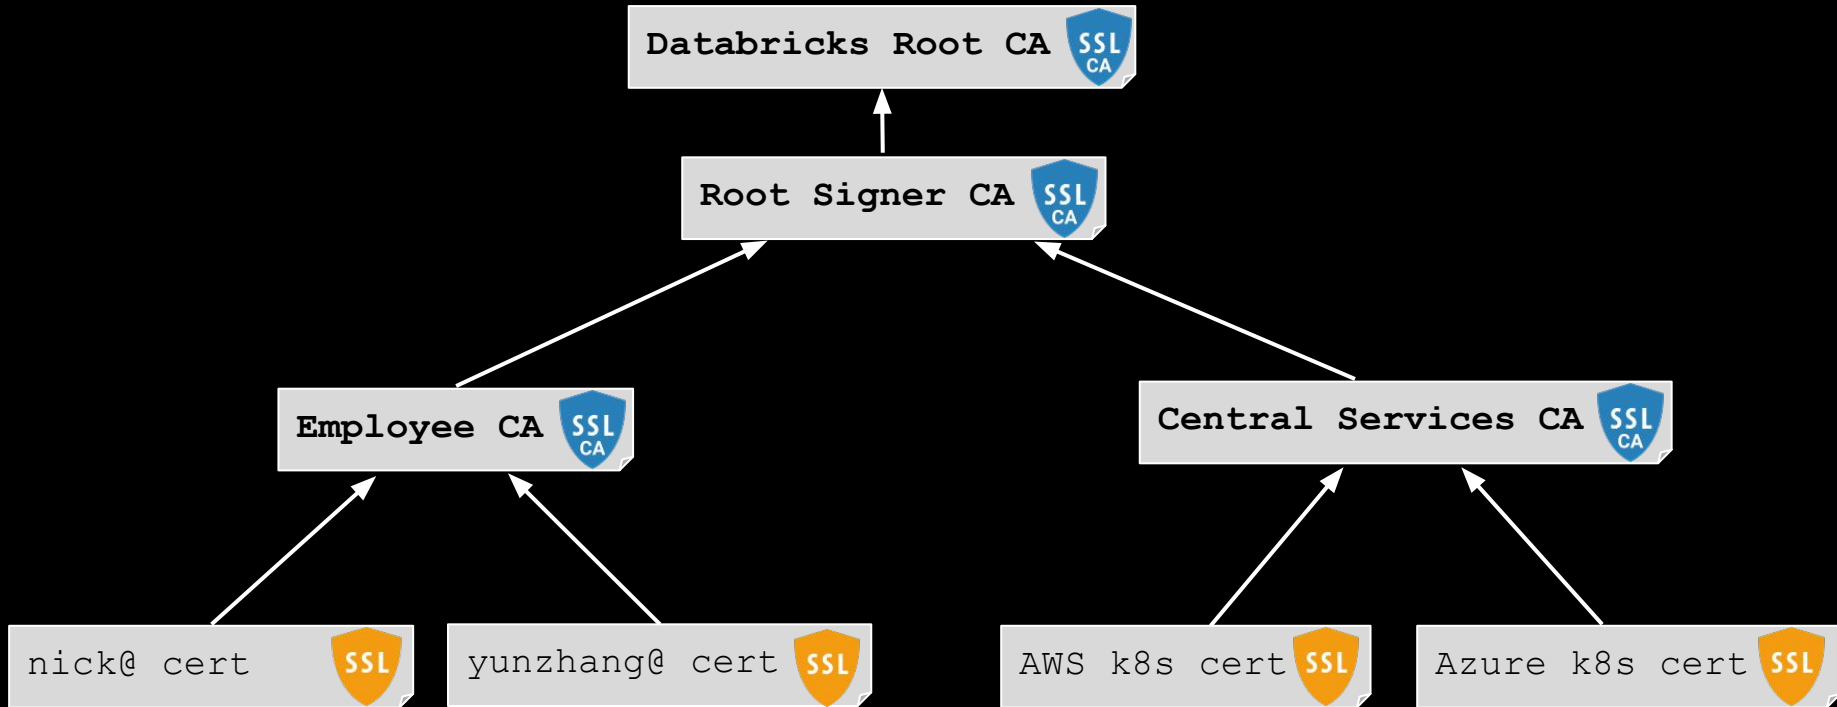 Databricks Root CA
SSL
CA
Root Signer CA
SSL
CA
Employee CA
SSL
CA
Central Services CA
SSL
CA
nick@ cert
SSL
yunzhang@ cert
SSL
AWS k8s cert
SSL
Azure k8s cert
SSL